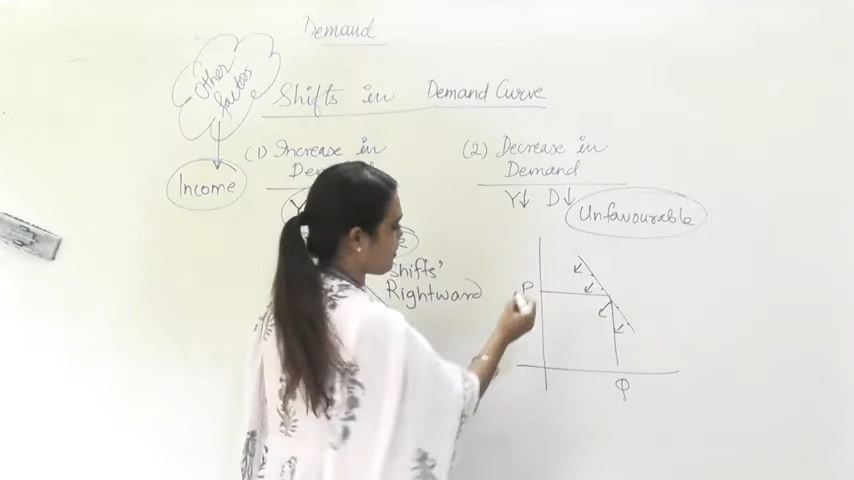 Demand
Other
factors
Shifts in Demand Curve
Income
(1) Increase in
(2) Decrease in
Demand
Y↓ D↓
Unfavourable
Shifts'
Rightward
P
Q